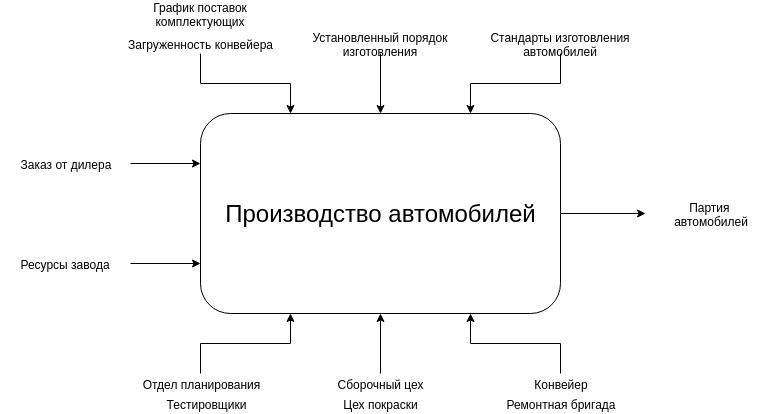 График поставок
комплектующих
Загруженность конвейера
Установленный порядок
изготовления
Стандарты изготовления
автомобилей
Заказ от дилера
Производство автомобилей
Партия
автомобилей
Ресурсы завода
Отдел планирования
Тестировщики
Сборочный цех
Цех покраски
Конвейер
Ремонтная бригада